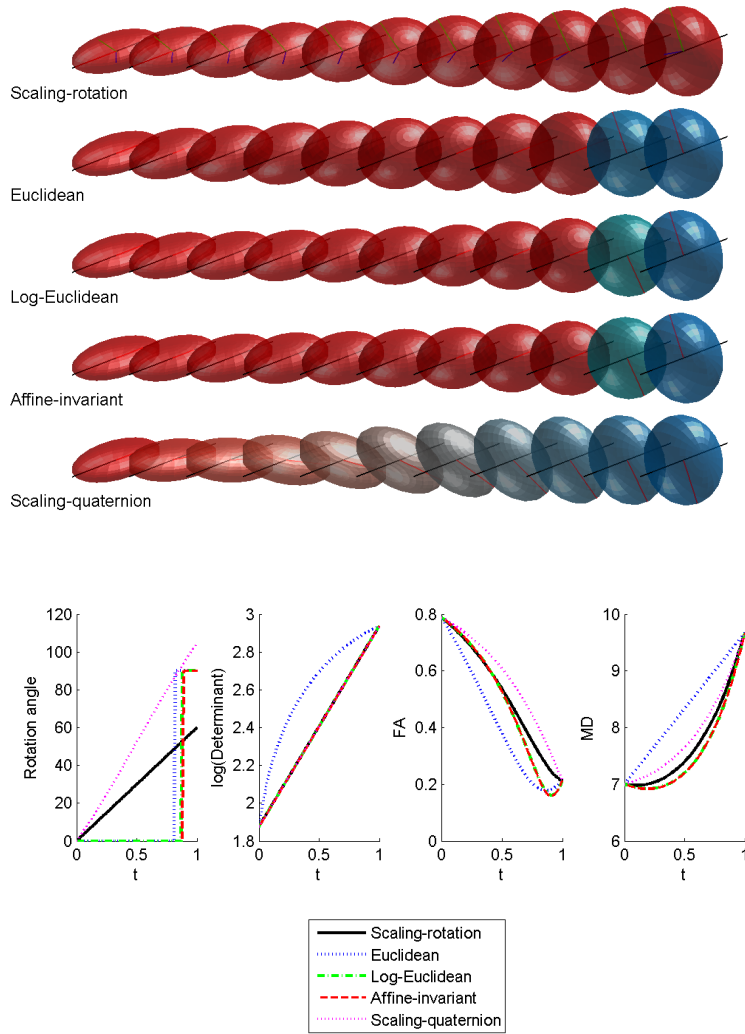 Scaling-rotation
Euclidean
Log-Euclidean
Affine-invariant
Scaling-quaternion
120
100
80
60
40
20
0
0 0.5 1
t
Rotation angle
3
2.8
2.6
2.4
2.2
2
1.8
0 0.5 1
t
log(Determinant)
0.8
0.6
0.4
0.2
0
0 0.5 1
t
FA
10
9
8
7
6
0 0.5 1
t
MD
Scaling-rotation
Euclidean
Log-Euclidean
Affine-invariant
Scaling-quaternion